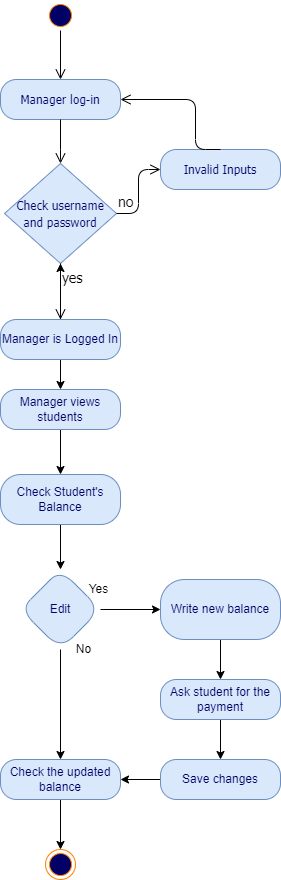 Manager log-in
Invalid Inputs
Check username
and password
no
yes
Manager is Logged In
Manager views
students
Check Student's
Balance
Edit
Yes
No
Write new balance
Ask student for the
payment
Check the updated
balance
Save changes